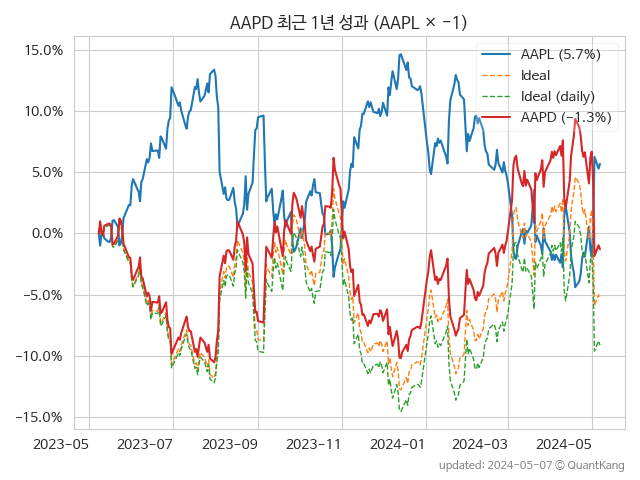 AAPD 최근 1년 성과 (AAPL × −1)
15.0%
10.0%
5.0%
0.0%
−5.0%
−10.0%
−15.0%
AAPL (5.7%)
Ideal
Ideal (daily)
AAPD (−1.3%)
2023-05
2023-07
2023-09
2023-11
2024-01
2024-03
2024-05
updated: 2024-05-07 © QuantKang